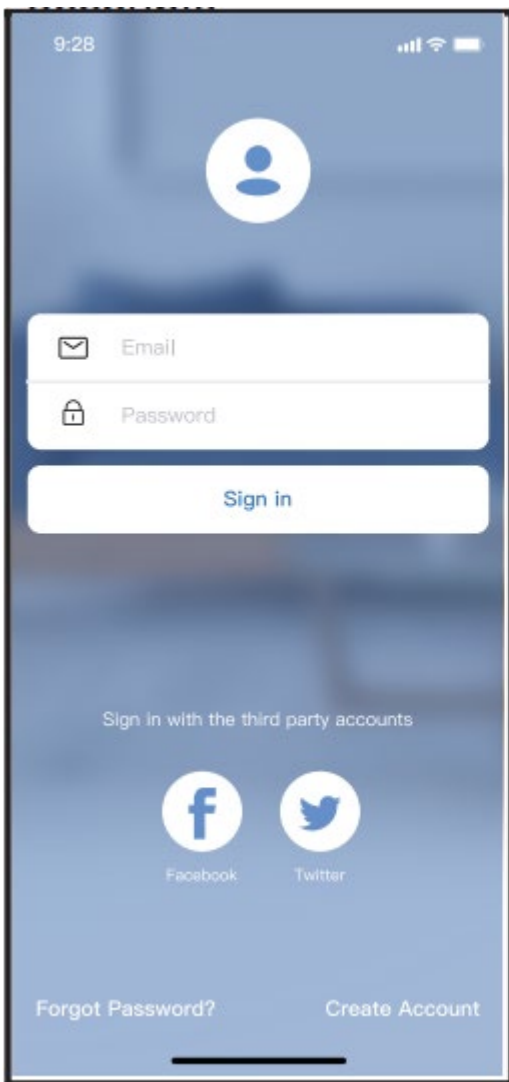 9:28
Email
Password
Sign in
Sign in with the third party accounts
Facebook Twitter
Forgot Password? Create Account